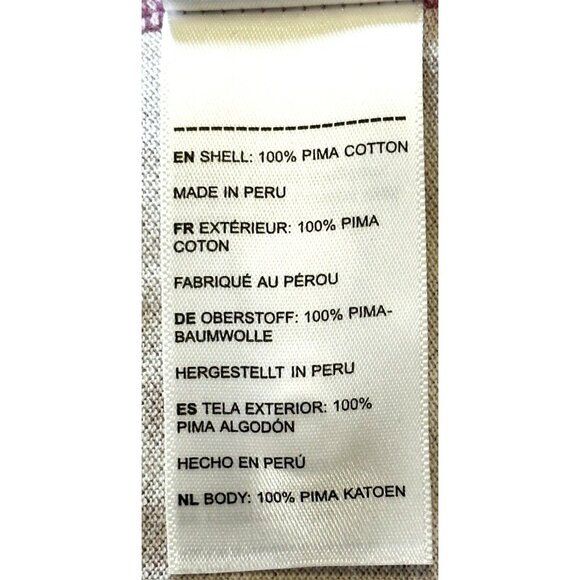 EN SHELL: 100% PIMA COTTON
MADE IN PERU
FR EXTÉRIEUR: 100% PIMA
COTON
FABRIQUÉ AU PÉROU
DE OBERSTOFF: 100% PIMA-
BAUMWOLLE
HERGESTELLT IN PERU
ES TELA EXTERIOR: 100%
PIMA ALGODÓN
HECHO EN PERÚ
NL BODY: 100% PIMA KATOEN